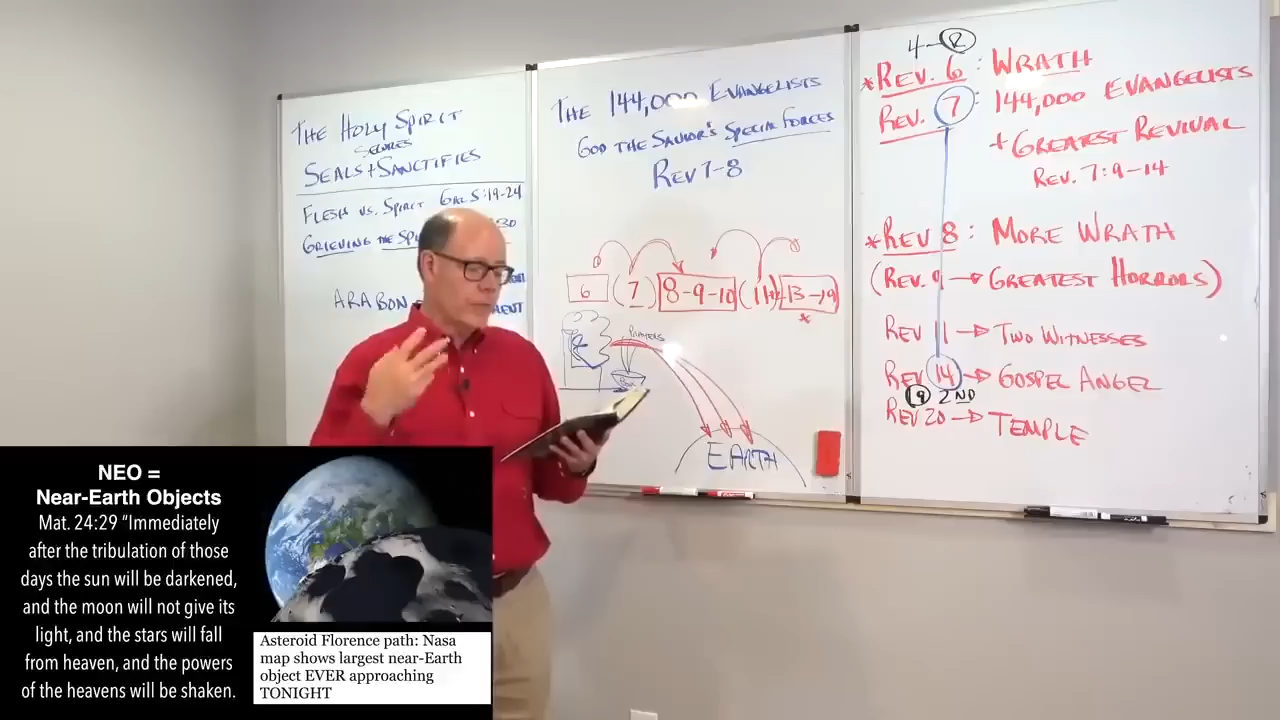 THE HOLY SPIRIT
SECURES
SEALS + SANCTIFIES
FLESH vs. SPIRIT GAL 5:19-24
GRIEVING THE SPI 30
ARABON
THE 144,000 EVANGELISTS
GOD THE SAVIOR'S SPECIAL FORCES
REV 7-8
6 (7) 8-9-10 (11) 13-19
*
PRAYERS
EARTH
4 R
*REV. 6: WRATH
REV. 7: 144,000 EVANGELISTS
+GREATEST REVIVAL
REV. 7:9-14
*REV 8: MORE WRATH
(REV. 9 → GREATEST HORRORS)
REV 11 → TWO WITNESSES
REV 14 → GOSPEL ANGEL
19 2ND
REV 20 → TEMPLE
NEO =
Near-Earth Objects
Mat. 24:29 “Immediately
after the tribulation of those
days the sun will be darkened,
and the moon will not give its
light, and the stars will fall
from heaven, and the powers
of the heavens will be shaken.
Asteroid Florence path: Nasa
map shows largest near-Earth
object EVER approaching
TONIGHT